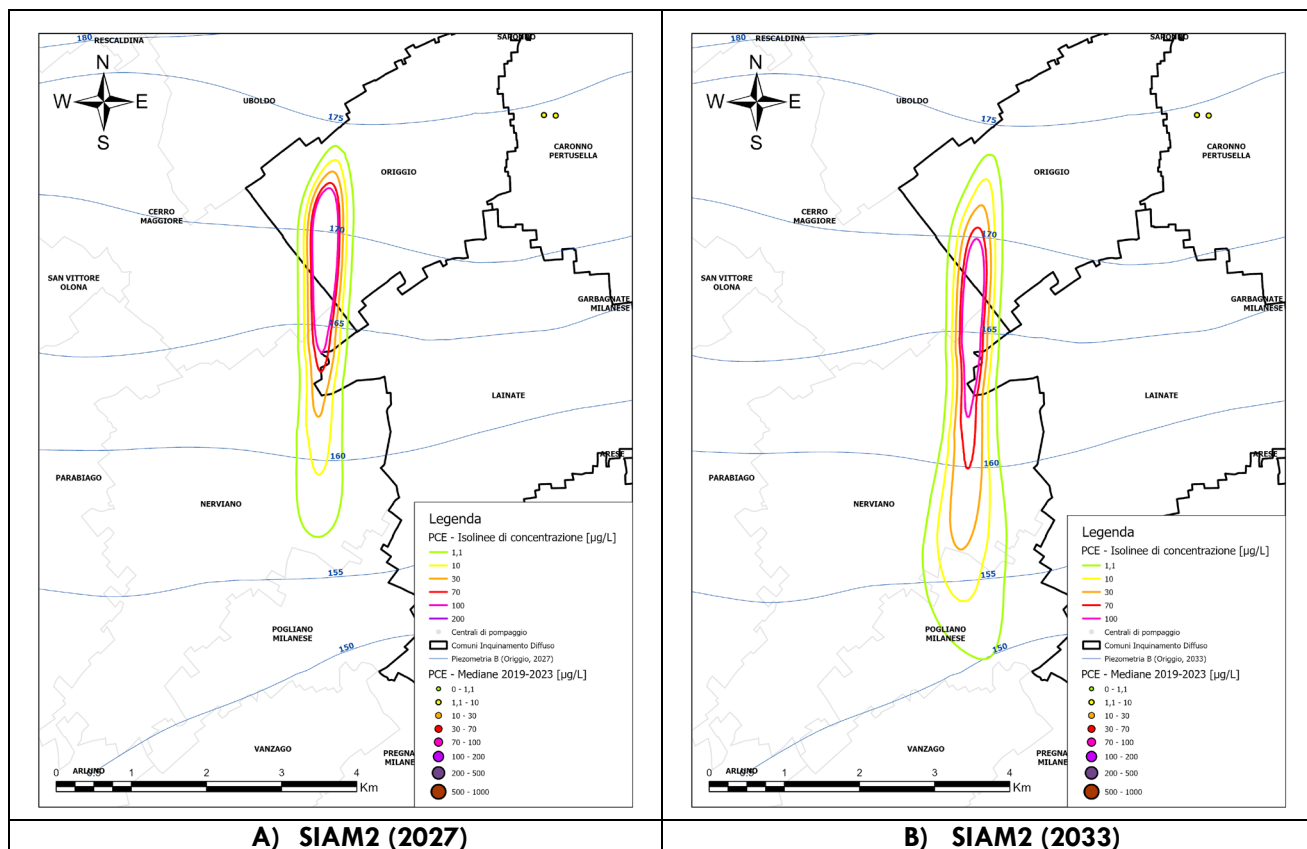 180
RESCALDINA
SARONNO
N
W
E
S
UBOLDO
175
CARONNO
PERTUSELLA
ORIGGIO
CERRO
MAGGIORE
170
SAN VITTORE
OLONA
GARBAGNATE
MILANESE
165
LAINATE
160
ARESE
PARABIAGO
NERVIANO
155
POGLIANO
MILANESE
150
VANZAGO
PREGNA
MILANE
ARLUNO
0
0.5
1
2
3
4
Km
Legenda
PCE - Isolinee di concentrazione [µg/L]
1,1
10
30
70
100
200
Centrali di pompaggio
Comuni Inquinamento Diffuso
Piezometria B (Origgio, 2027)
PCE - Mediane 2019-2023 [µg/L]
0 - 1,1
1,1 - 10
10 - 30
30 - 70
70 - 100
100 - 200
200 - 500
500 - 1000
A) SIAM2 (2027)
180
RESCALDINA
SARONNO
N
W
E
S
UBOLDO
175
CARONNO
PERTUSELLA
ORIGGIO
CERRO
MAGGIORE
170
SAN VITTORE
OLONA
GARBAGNATE
MILANESE
165
LAINATE
160
ARESE
PARABIAGO
NERVIANO
155
POGLIANO
MILANESE
150
VANZAGO
PREGNA
MILANE
ARLUNO
0
0.5
1
2
3
4
Km
Legenda
PCE - Isolinee di concentrazione [µg/L]
1,1
10
30
70
100
Centrali di pompaggio
Comuni Inquinamento Diffuso
Piezometria B (Origgio, 2033)
PCE - Mediane 2019-2023 [µg/L]
0 - 1,1
1,1 - 10
10 - 30
30 - 70
70 - 100
100 - 200
200 - 500
500 - 1000
B) SIAM2 (2033)